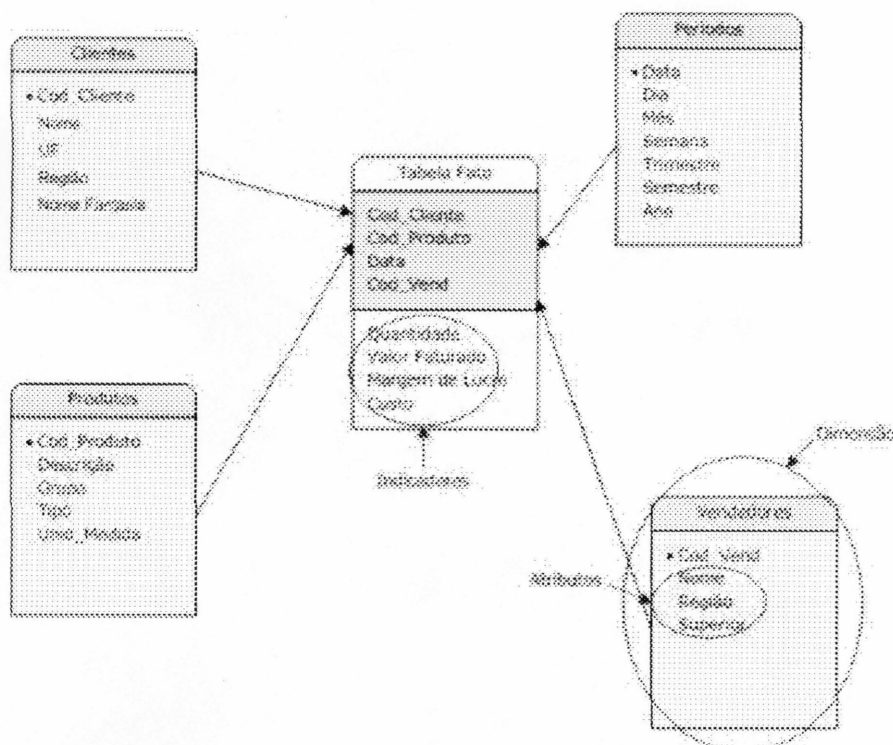 Clientes
Cod_Cliente
Nome
UF
Região
Nome Fantasia
Períodos
Data
Dia
Mês
Semana
Trimestre
Semestre
Ano
Tabela Fato
Cod_Cliente
Cod_Produto
Data
Cod_Vend
Quantidade
Valor Faturado
Margem de Lucro
Custo
Indicadores
Produtos
Cod_Produto
Descrição
Grupo
Tipo
Unid_Medida
Dimensão
Vendedores
Cod_Vend
Nome
Região
Atributos